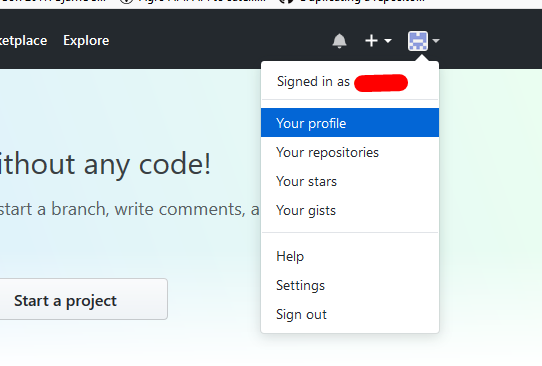 ketplace Explore
Signed in as
Your profile
Your repositories
Your stars
Your gists
Help
Settings
Sign out
ithout any code!
start a branch, write comments, a
Start a project